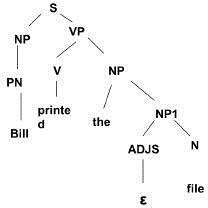 S
NP VP
PN V NP
printe
d the NP1
Bill
ADJS N
ε file